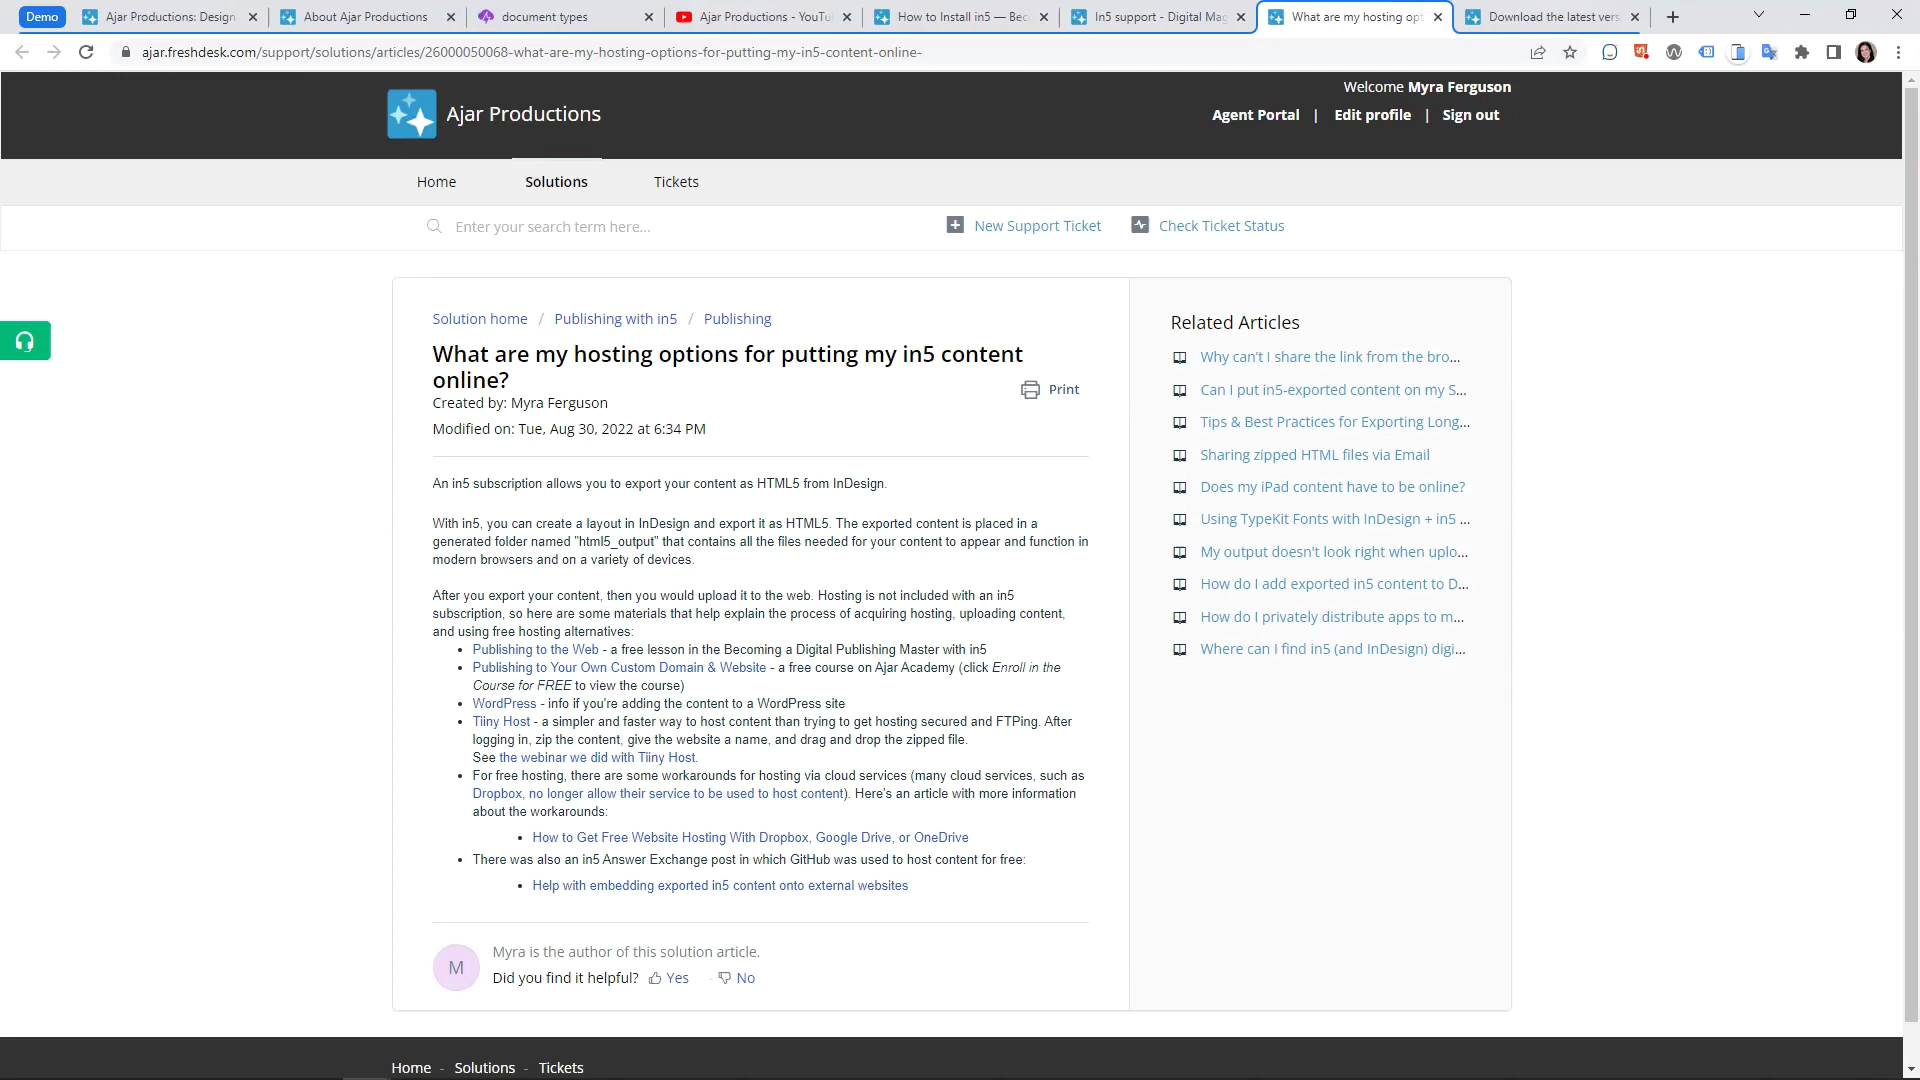 Demo
Ajar Productions: Design
About Ajar Productions
document types
Ajar Productions - YouTu
How to Install in5 — Bec
In5 support - Digital Mag
What are my hosting opt
Download the latest vers
ajar.freshdesk.com/support/solutions/articles/26000050068-what-are-my-hosting-options-for-putting-my-in5-content-online-
Ajar Productions
Welcome Myra Ferguson
Agent Portal | Edit profile | Sign out
Home
Solutions
Tickets
Enter your search term here...
New Support Ticket
Check Ticket Status
Solution home / Publishing with in5 / Publishing
What are my hosting options for putting my in5 content
online?
Print
Created by: Myra Ferguson
Modified on: Tue, Aug 30, 2022 at 6:34 PM
An in5 subscription allows you to export your content as HTML5 from InDesign.
With in5, you can create a layout in InDesign and export it as HTML5. The exported content is placed in a
generated folder named "html5_output" that contains all the files needed for your content to appear and function in
modern browsers and on a variety of devices.
After you export your content, then you would upload it to the web. Hosting is not included with an in5
subscription, so here are some materials that help explain the process of acquiring hosting, uploading content,
and using free hosting alternatives:
• Publishing to the Web - a free lesson in the Becoming a Digital Publishing Master with in5
• Publishing to Your Own Custom Domain & Website - a free course on Ajar Academy (click Enroll in the
Course for FREE to view the course)
• WordPress - info if you're adding the content to a WordPress site
• Tiiny Host - a simpler and faster way to host content than trying to get hosting secured and FTPing. After
logging in, zip the content, give the website a name, and drag and drop the zipped file.
See the webinar we did with Tiiny Host.
• For free hosting, there are some workarounds for hosting via cloud services (many cloud services, such as
Dropbox, no longer allow their service to be used to host content). Here's an article with more information
about the workarounds:
• How to Get Free Website Hosting With Dropbox, Google Drive, or OneDrive
• There was also an in5 Answer Exchange post in which GitHub was used to host content for free:
• Help with embedding exported in5 content onto external websites
M
Myra is the author of this solution article.
Did you find it helpful? Yes No
Related Articles
Why can't I share the link from the bro...
Can I put in5-exported content on my S...
Tips & Best Practices for Exporting Long...
Sharing zipped HTML files via Email
Does my iPad content have to be online?
Using TypeKit Fonts with InDesign + in5 ...
My output doesn't look right when uplo...
How do I add exported in5 content to D...
How do I privately distribute apps to m...
Where can I find in5 (and InDesign) digi...
Home - Solutions - Tickets